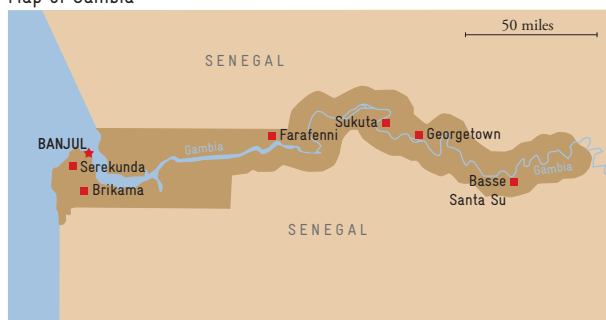 Map of Gambia
50 miles
SENEGAL
Sukuta
Georgetown
Farafenni
BANJUL
Gambia
Serekunda
Brikama
Basse
Santa Su
Gambia
SENEGAL